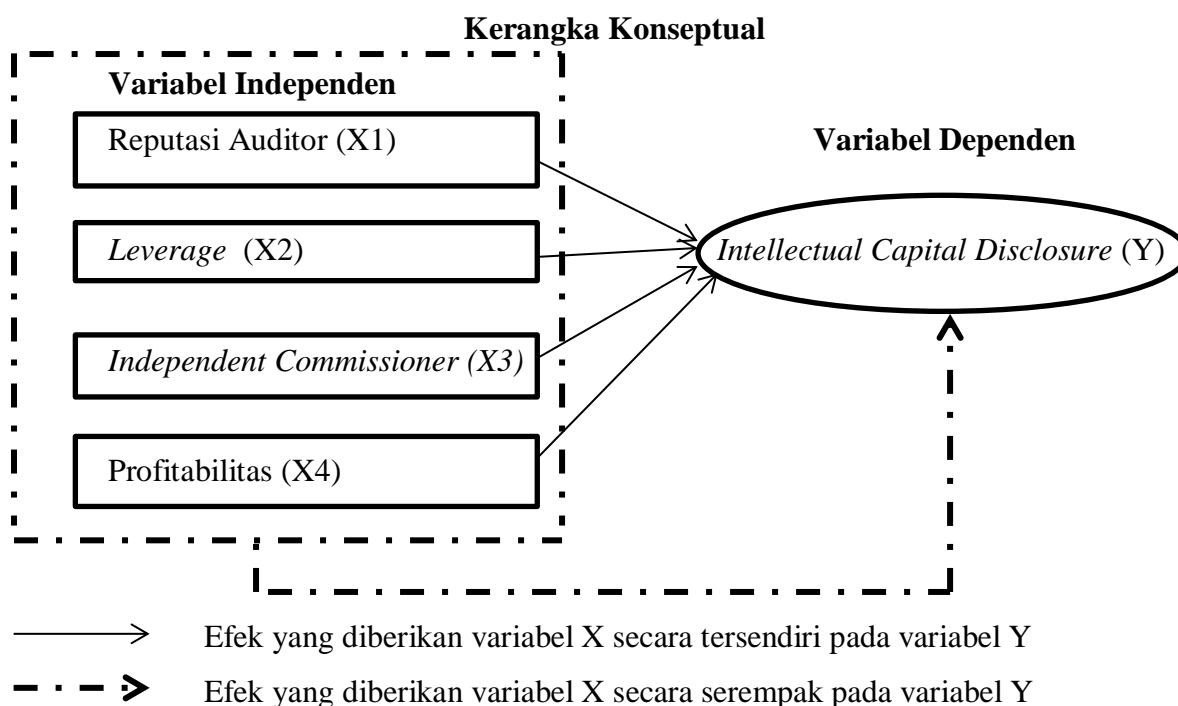 Kerangka Konseptual
Variabel Independen
Reputasi Auditor (X1)
Variabel Dependen
Leverage (X2)
Intellectual Capital Disclosure (Y)
Independent Commissioner (X3)
Profitabilitas (X4)
Efek yang diberikan variabel X secara tersendiri pada variabel Y
Efek yang diberikan variabel X secara serempak pada variabel Y